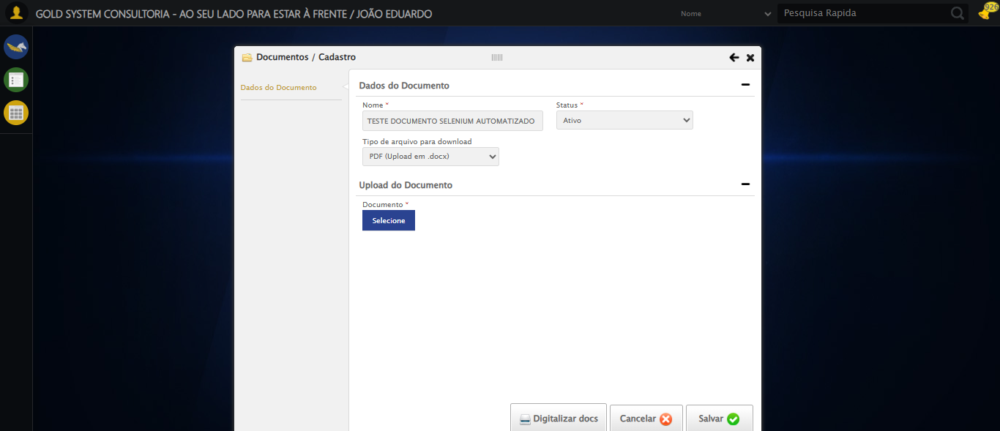 GOLD SYSTEM CONSULTORIA - AO SEU LADO PARA ESTAR À FRENTE / JOÃO EDUARDO
Nome
Pesquisa Rapida
926
Documentos / Cadastro
Dados do Documento
Dados do Documento
Nome *
Status *
TESTE DOCUMENTO SELENIUM AUTOMATIZADO
Ativo
Tipo de arquivo para download
PDF (Upload em .docx)
Upload do Documento
Documento *
Selecione
Digitalizar docs
Cancelar
Salvar